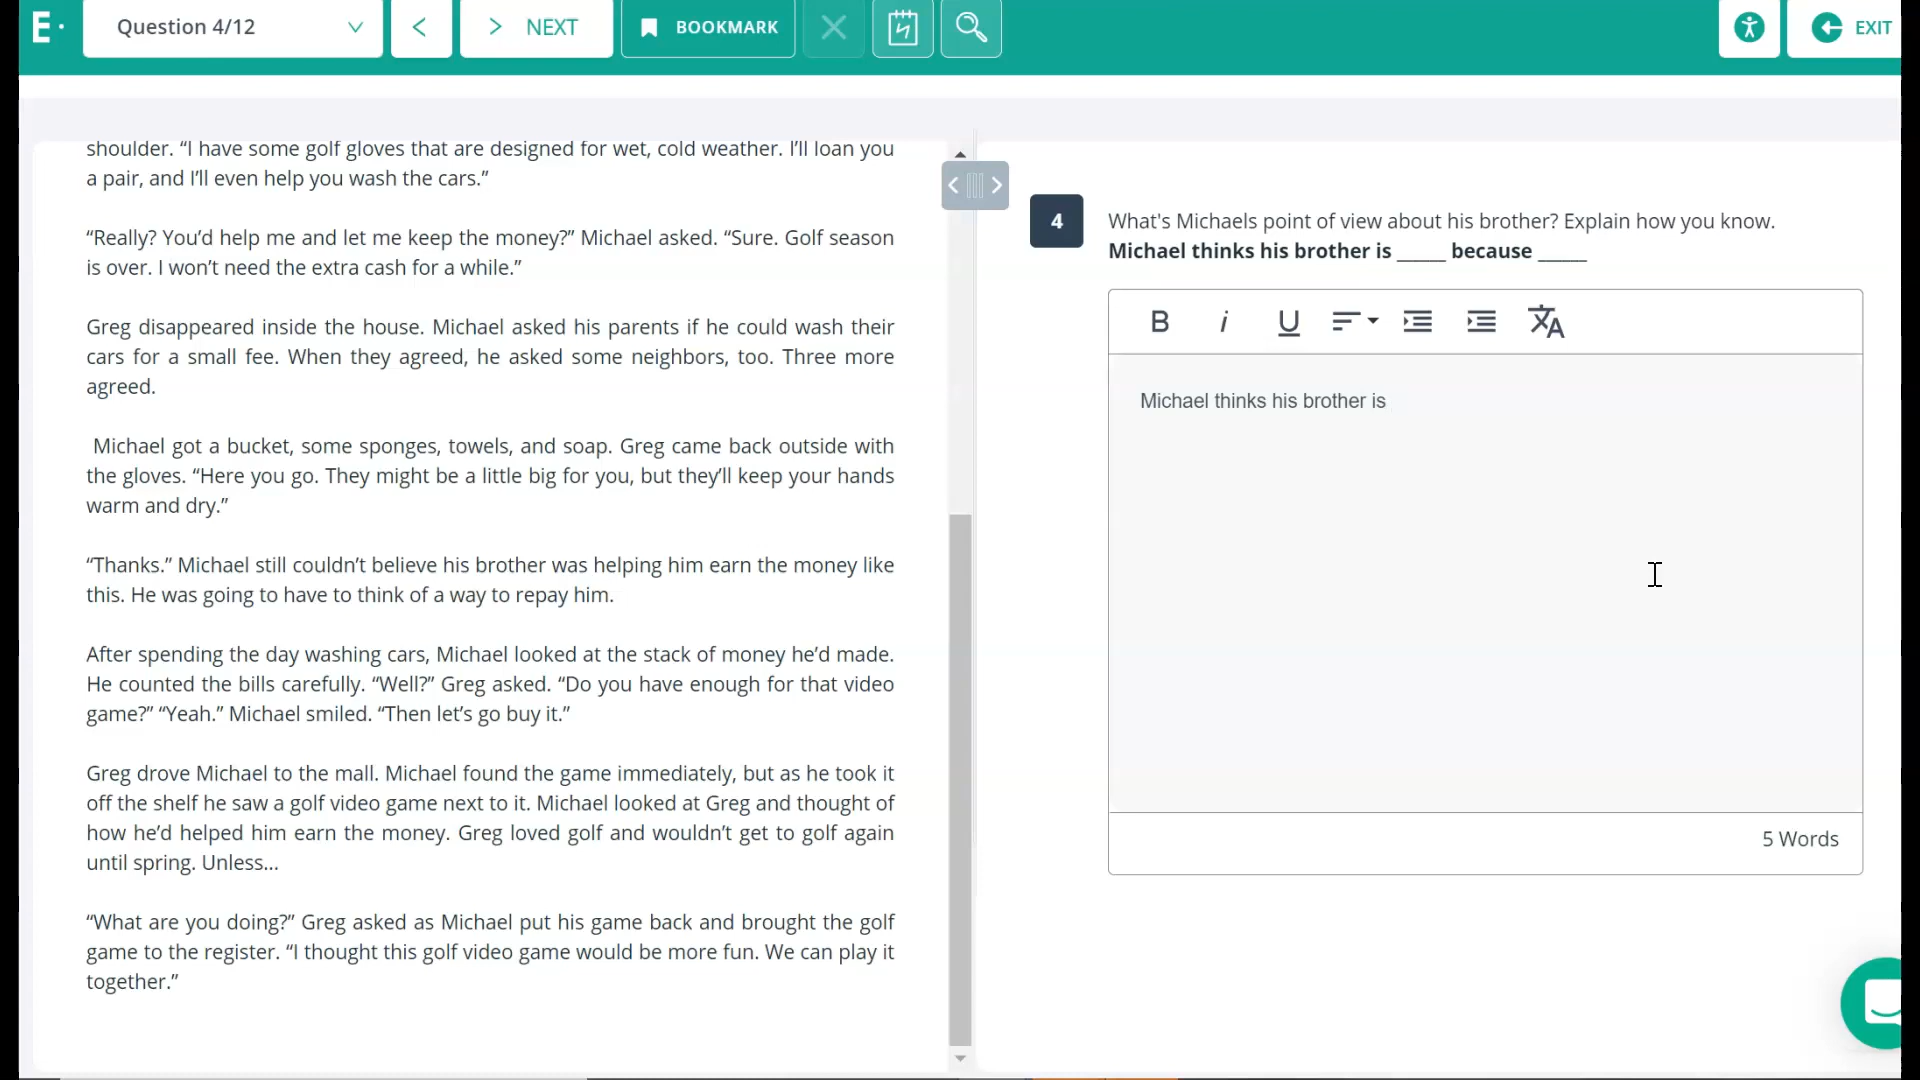 E·
Question 4/12
NEXT
BOOKMARK
EXIT
shoulder. “I have some golf gloves that are designed for wet, cold weather. I’ll loan you
a pair, and I’ll even help you wash the cars.”
“Really? You’d help me and let me keep the money?” Michael asked. “Sure. Golf season
is over. I won’t need the extra cash for a while.”
Greg disappeared inside the house. Michael asked his parents if he could wash their
cars for a small fee. When they agreed, he asked some neighbors, too. Three more
agreed.
Michael got a bucket, some sponges, towels, and soap. Greg came back outside with
the gloves. “Here you go. They might be a little big for you, but they’ll keep your hands
warm and dry.”
“Thanks.” Michael still couldn’t believe his brother was helping him earn the money like
this. He was going to have to think of a way to repay him.
After spending the day washing cars, Michael looked at the stack of money he’d made.
He counted the bills carefully. “Well?” Greg asked. “Do you have enough for that video
game?” “Yeah.” Michael smiled. “Then let’s go buy it.”
Greg drove Michael to the mall. Michael found the game immediately, but as he took it
off the shelf he saw a golf video game next to it. Michael looked at Greg and thought of
how he’d helped him earn the money. Greg loved golf and wouldn’t get to golf again
until spring. Unless...
“What are you doing?” Greg asked as Michael put his game back and brought the golf
game to the register. “I thought this golf video game would be more fun. We can play it
together.”
4
What's Michaels point of view about his brother? Explain how you know.
Michael thinks his brother is _____ because _____
B i U
Michael thinks his brother is
5 Words